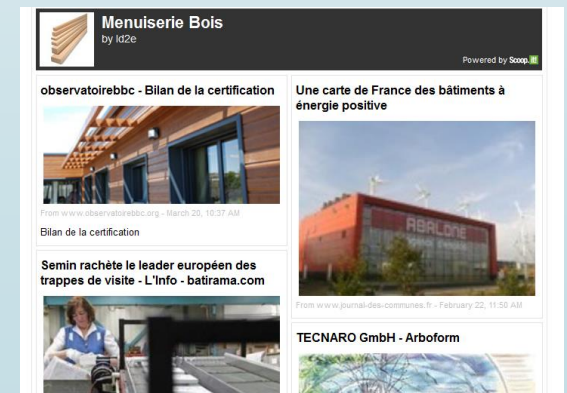 Menuiserie Bois
by ld2e
Powered by Scoop.it!
observatoirebbc - Bilan de la certification
From www.observatoirebbc.org - March 20, 10:37 AM
Bilan de la certification
Semin rachète le leader européen des
trappes de visite - L'Info - batirama.com
Une carte de France des bâtiments à
énergie positive
ABALONE
From www.journal-des-communes.fr - February 22, 11:50 AM
TECNARO GmbH - Arboform